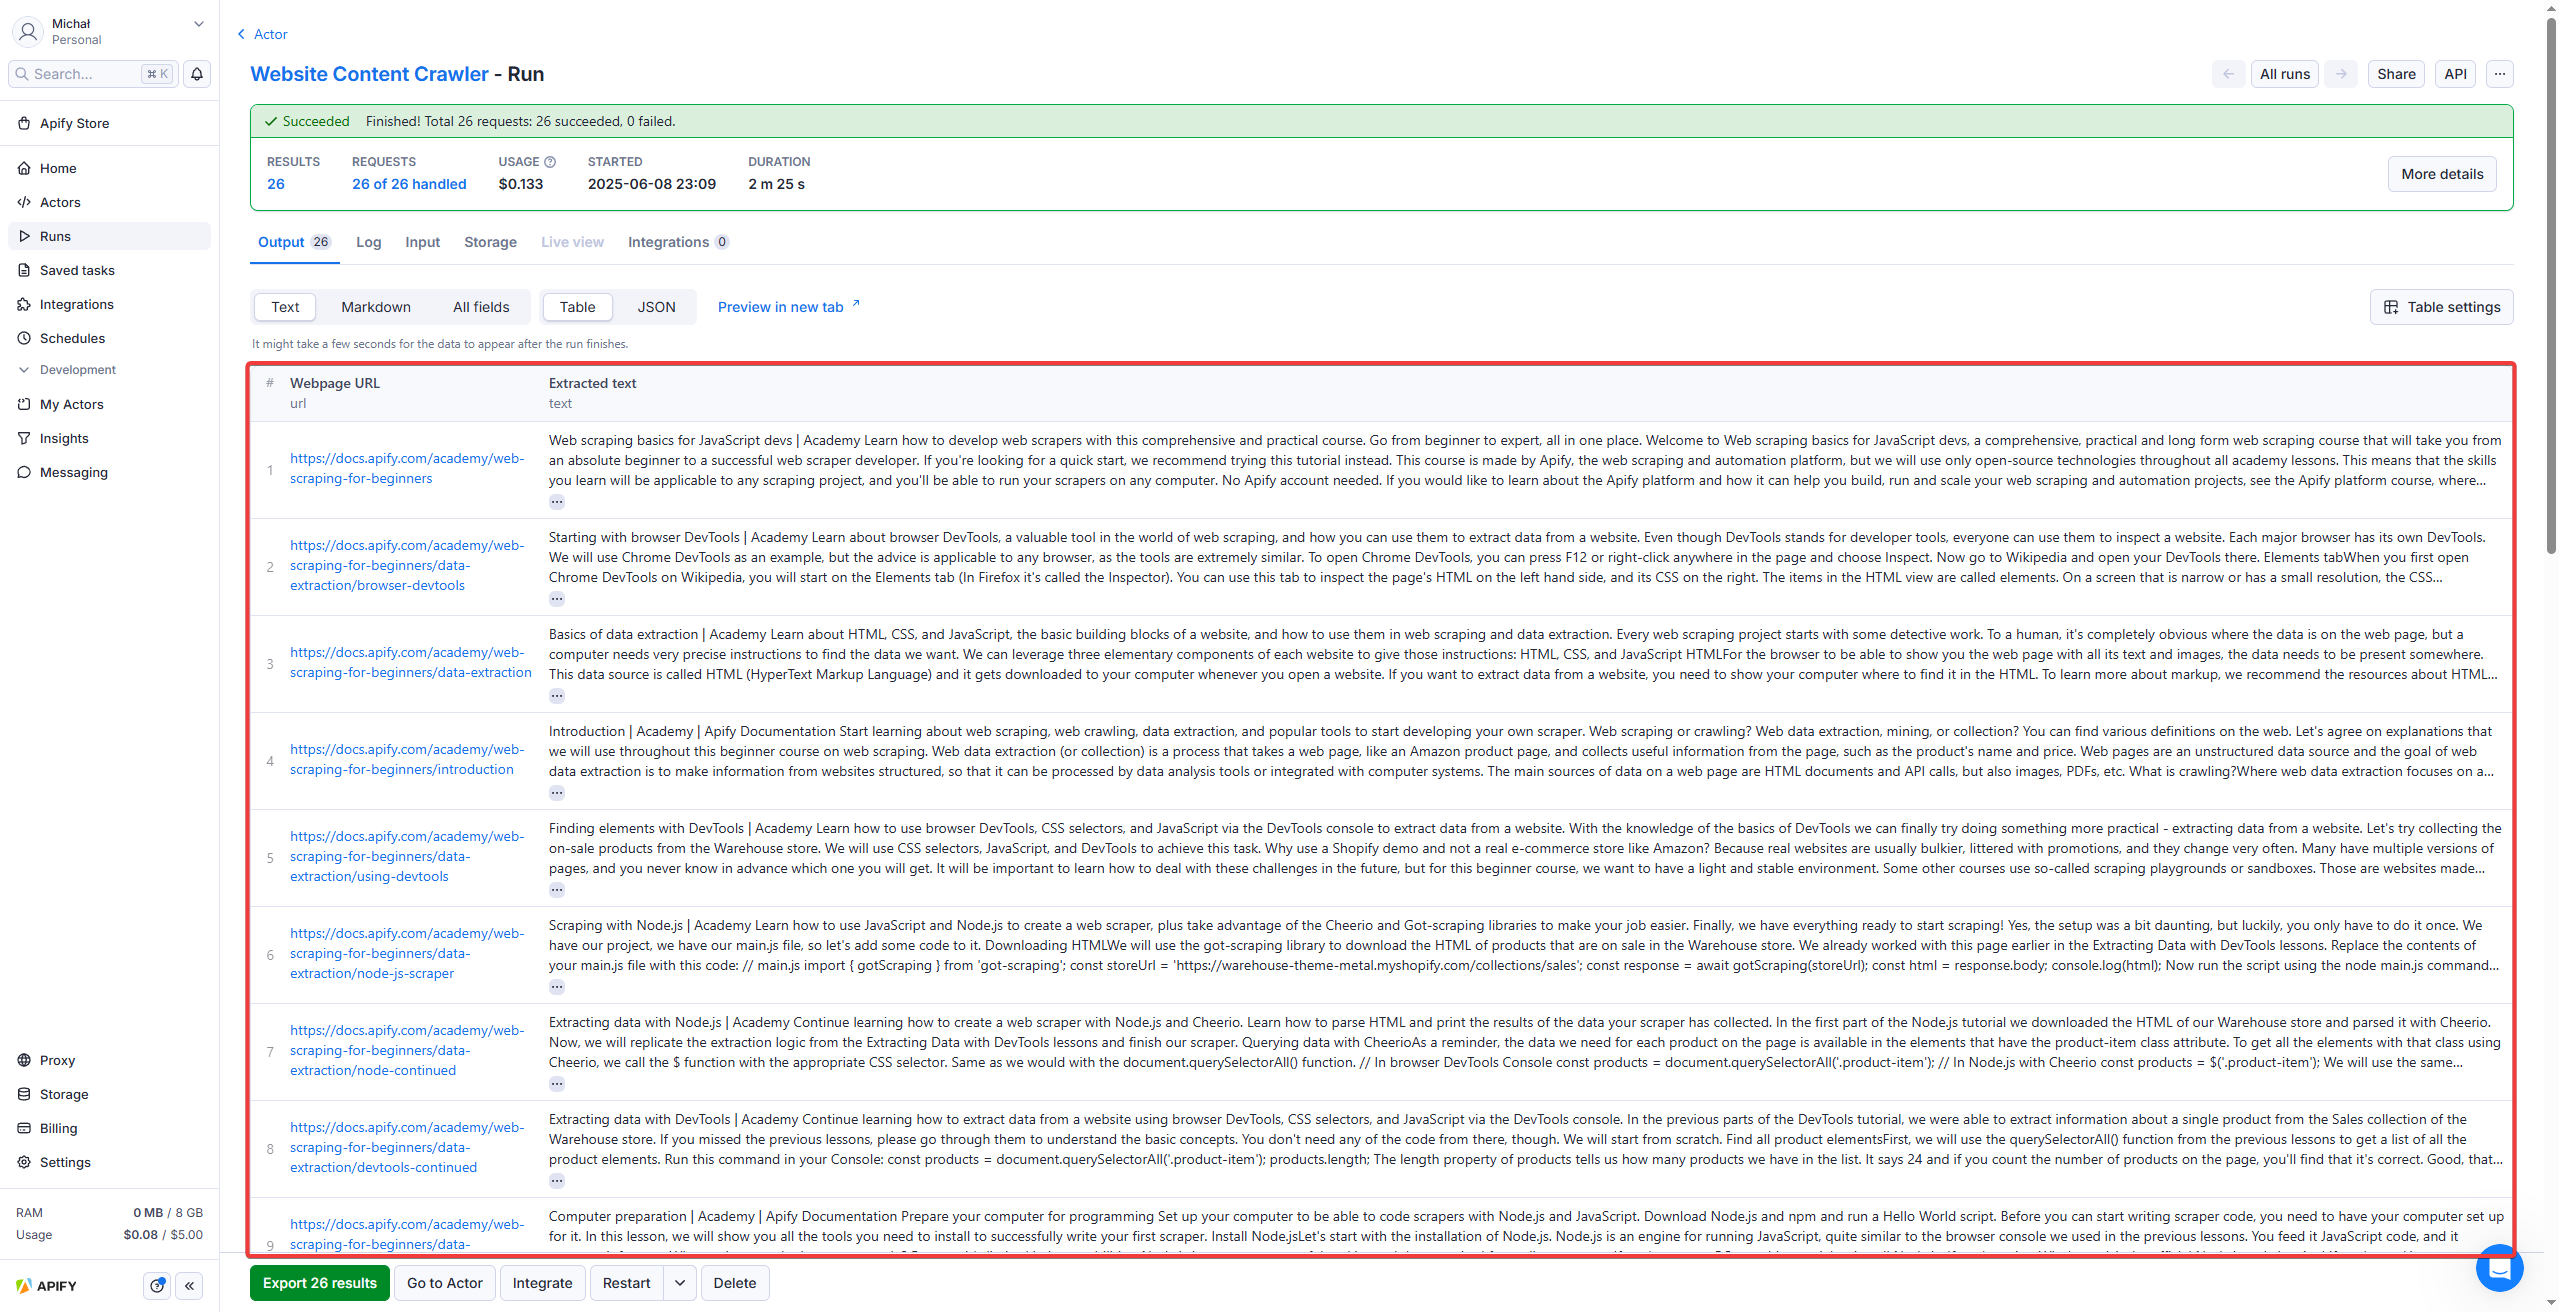 Michał
Personal
Search...
⌘ K
Apify Store
Home
Actors
Runs
Saved tasks
Integrations
Schedules
Development
My Actors
Insights
Messaging
Proxy
Storage
Billing
Settings
RAM 0 MB / 8 GB
Usage $0.08 / $5.00
APIFY
Actor
Website Content Crawler - Run
All runs
Share
API
Succeeded Finished! Total 26 requests: 26 succeeded, 0 failed.
RESULTS REQUESTS USAGE STARTED DURATION
26 26 of 26 handled $0.133 2025-06-08 23:09 2 m 25 s
More details
Output 26 Log Input Storage Live view Integrations 0
Text Markdown All fields Table JSON Preview in new tab
Table settings
It might take a few seconds for the data to appear after the run finishes.
# Webpage URL Extracted text
url text
1
https://docs.apify.com/academy/web-
scraping-for-beginners
Web scraping basics for JavaScript devs | Academy Learn how to develop web scrapers with this comprehensive and practical course. Go from beginner to expert, all in one place. Welcome to Web scraping basics for JavaScript devs, a comprehensive, practical and long form web scraping course that will take you from
an absolute beginner to a successful web scraper developer. If you're looking for a quick start, we recommend trying this tutorial instead. This course is made by Apify, the web scraping and automation platform, but we will use only open-source technologies throughout all academy lessons. This means that the skills
you learn will be applicable to any scraping project, and you'll be able to run your scrapers on any computer. No Apify account needed. If you would like to learn about the Apify platform and how it can help you build, run and scale your web scraping and automation projects, see the Apify platform course, where...
...
2
https://docs.apify.com/academy/web-
scraping-for-beginners/data-
extraction/browser-devtools
Starting with browser DevTools | Academy Learn about browser DevTools, a valuable tool in the world of web scraping, and how you can use them to extract data from a website. Even though DevTools stands for developer tools, everyone can use them to inspect a website. Each major browser has its own DevTools.
We will use Chrome DevTools as an example, but the advice is applicable to any browser, as the tools are extremely similar. To open Chrome DevTools, you can press F12 or right-click anywhere in the page and choose Inspect. Now go to Wikipedia and open your DevTools there. Elements tabWhen you first open
Chrome DevTools on Wikipedia, you will start on the Elements tab (In Firefox it's called the Inspector). You can use this tab to inspect the page's HTML on the left hand side, and its CSS on the right. The items in the HTML view are called elements. On a screen that is narrow or has a small resolution, the CSS...
...
3
https://docs.apify.com/academy/web-
scraping-for-beginners/data-extraction
Basics of data extraction | Academy Learn about HTML, CSS, and JavaScript, the basic building blocks of a website, and how to use them in web scraping and data extraction. Every web scraping project starts with some detective work. To a human, it's completely obvious where the data is on the web page, but a
computer needs very precise instructions to find the data we want. We can leverage three elementary components of each website to give those instructions: HTML, CSS, and JavaScript HTMLFor the browser to be able to show you the web page with all its text and images, the data needs to be present somewhere.
This data source is called HTML (HyperText Markup Language) and it gets downloaded to your computer whenever you open a website. If you want to extract data from a website, you need to show your computer where to find it in the HTML. To learn more about markup, we recommend the resources about HTML...
...
4
https://docs.apify.com/academy/web-
scraping-for-beginners/introduction
Introduction | Academy | Apify Documentation Start learning about web scraping, web crawling, data extraction, and popular tools to start developing your own scraper. Web scraping or crawling? Web data extraction, mining, or collection? You can find various definitions on the web. Let's agree on explanations that
we will use throughout this beginner course on web scraping. Web data extraction (or collection) is a process that takes a web page, like an Amazon product page, and collects useful information from the page, such as the product's name and price. Web pages are an unstructured data source and the goal of web
data extraction is to make information from websites structured, so that it can be processed by data analysis tools or integrated with computer systems. The main sources of data on a web page are HTML documents and API calls, but also images, PDFs, etc. What is crawling?Where web data extraction focuses on a...
...
5
https://docs.apify.com/academy/web-
scraping-for-beginners/data-
extraction/using-devtools
Finding elements with DevTools | Academy Learn how to use browser DevTools, CSS selectors, and JavaScript via the DevTools console to extract data from a website. With the knowledge of the basics of DevTools we can finally try doing something more practical - extracting data from a website. Let's try collecting the
on-sale products from the Warehouse store. We will use CSS selectors, JavaScript, and DevTools to achieve this task. Why use a Shopify demo and not a real e-commerce store like Amazon? Because real websites are usually bulkier, littered with promotions, and they change very often. Many have multiple versions of
pages, and you never know in advance which one you will get. It will be important to learn how to deal with these challenges in the future, but for this beginner course, we want to have a light and stable environment. Some other courses use so-called scraping playgrounds or sandboxes. Those are websites made...
...
6
https://docs.apify.com/academy/web-
scraping-for-beginners/data-
extraction/node-js-scraper
Scraping with Node.js | Academy Learn how to use JavaScript and Node.js to create a web scraper, plus take advantage of the Cheerio and Got-scraping libraries to make your job easier. Finally, we have everything ready to start scraping! Yes, the setup was a bit daunting, but luckily, you only have to do it once. We
have our project, we have our main.js file, so let's add some code to it. Downloading HTMLWe will use the got-scraping library to download the HTML of products that are on sale in the Warehouse store. We already worked with this page earlier in the Extracting Data with DevTools lessons. Replace the contents of
your main.js file with this code: // main.js import { gotScraping } from 'got-scraping'; const storeUrl = 'https://warehouse-theme-metal.myshopify.com/collections/sales'; const response = await gotScraping(storeUrl); const html = response.body; console.log(html); Now run the script using the node main.js command...
...
7
https://docs.apify.com/academy/web-
scraping-for-beginners/data-
extraction/node-continued
Extracting data with Node.js | Academy Continue learning how to create a web scraper with Node.js and Cheerio. Learn how to parse HTML and print the results of the data your scraper has collected. In the first part of the Node.js tutorial we downloaded the HTML of our Warehouse store and parsed it with Cheerio.
Now, we will replicate the extraction logic from the Extracting Data with DevTools lessons and finish our scraper. Querying data with CheerioAs a reminder, the data we need for each product on the page is available in the elements that have the product-item class attribute. To get all the elements with that class using
Cheerio, we call the $ function with the appropriate CSS selector. Same as we would with the document.querySelectorAll() function. // In browser DevTools Console const products = document.querySelectorAll('.product-item'); // In Node.js with Cheerio const products = $('.product-item'); We will use the same...
...
8
https://docs.apify.com/academy/web-
scraping-for-beginners/data-
extraction/devtools-continued
Extracting data with DevTools | Academy Continue learning how to extract data from a website using browser DevTools, CSS selectors, and JavaScript via the DevTools console. In the previous parts of the DevTools tutorial, we were able to extract information about a single product from the Sales collection of the
Warehouse store. If you missed the previous lessons, please go through them to understand the basic concepts. You don't need any of the code from there, though. We will start from scratch. Find all product elementsFirst, we will use the querySelectorAll() function from the previous lessons to get a list of all the
product elements. Run this command in your Console: const products = document.querySelectorAll('.product-item'); products.length; The length property of products tells us how many products we have in the list. It says 24 and if you count the number of products on the page, you'll find that it's correct. Good, that...
...
9
https://docs.apify.com/academy/web-
scraping-for-beginners/data-
Computer preparation | Academy | Apify Documentation Prepare your computer for programming Set up your computer to be able to code scrapers with Node.js and JavaScript. Download Node.js and npm and run a Hello World script. Before you can start writing scraper code, you need to have your computer set up
for it. In this lesson, we will show you all the tools you need to install to successfully write your first scraper. Install Node.jsLet's start with the installation of Node.js. Node.js is an engine for running JavaScript, quite similar to the browser console we used in the previous lessons. You feed it JavaScript code, and it
Export 26 results
Go to Actor
Integrate
Restart
Delete